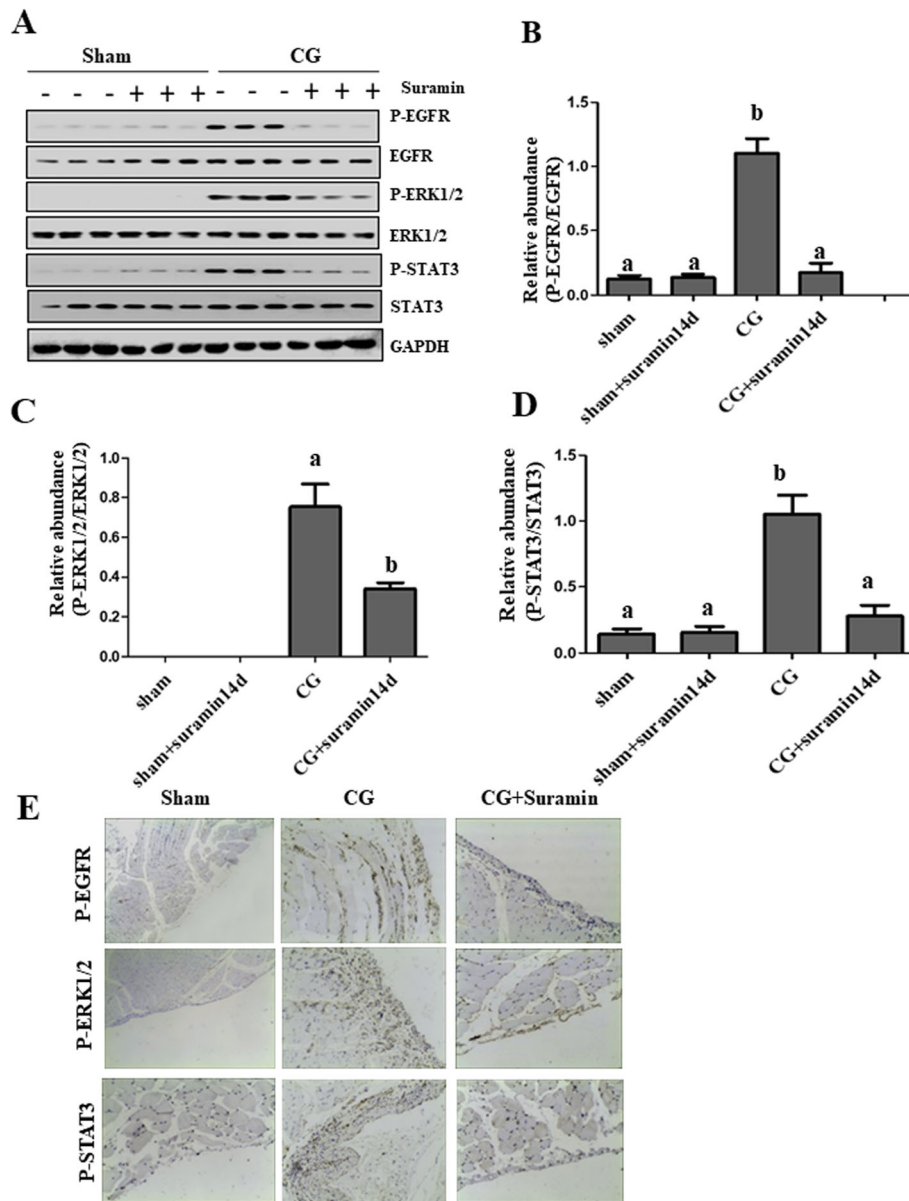 A
Sham CG
- - - + + + - - - + + + Suramin
P-EGFR
EGFR
P-ERK1/2
ERK1/2
P-STAT3
STAT3
GAPDH
B
Relative abundance
(P-EGFR/EGFR)
1.5
1.0
0.5
0.0
a
a
b
a
sham
sham+suramin14d
CG
CG+suramin14d
C
Relative abundance
(P-ERK1/2/ERK1/2)
1.0
0.8
0.6
0.4
0.2
0.0
a
b
sham
sham+suramin14d
CG
CG+suramin14d
D
Relative abundance
(P-STAT3/STAT3)
1.5
1.0
0.5
0.0
a
a
b
a
sham
sham+suramin14d
CG
CG+suramin14d
E
Sham CG CG+Suramin
P-EGFR
P-ERK1/2
P-STAT3